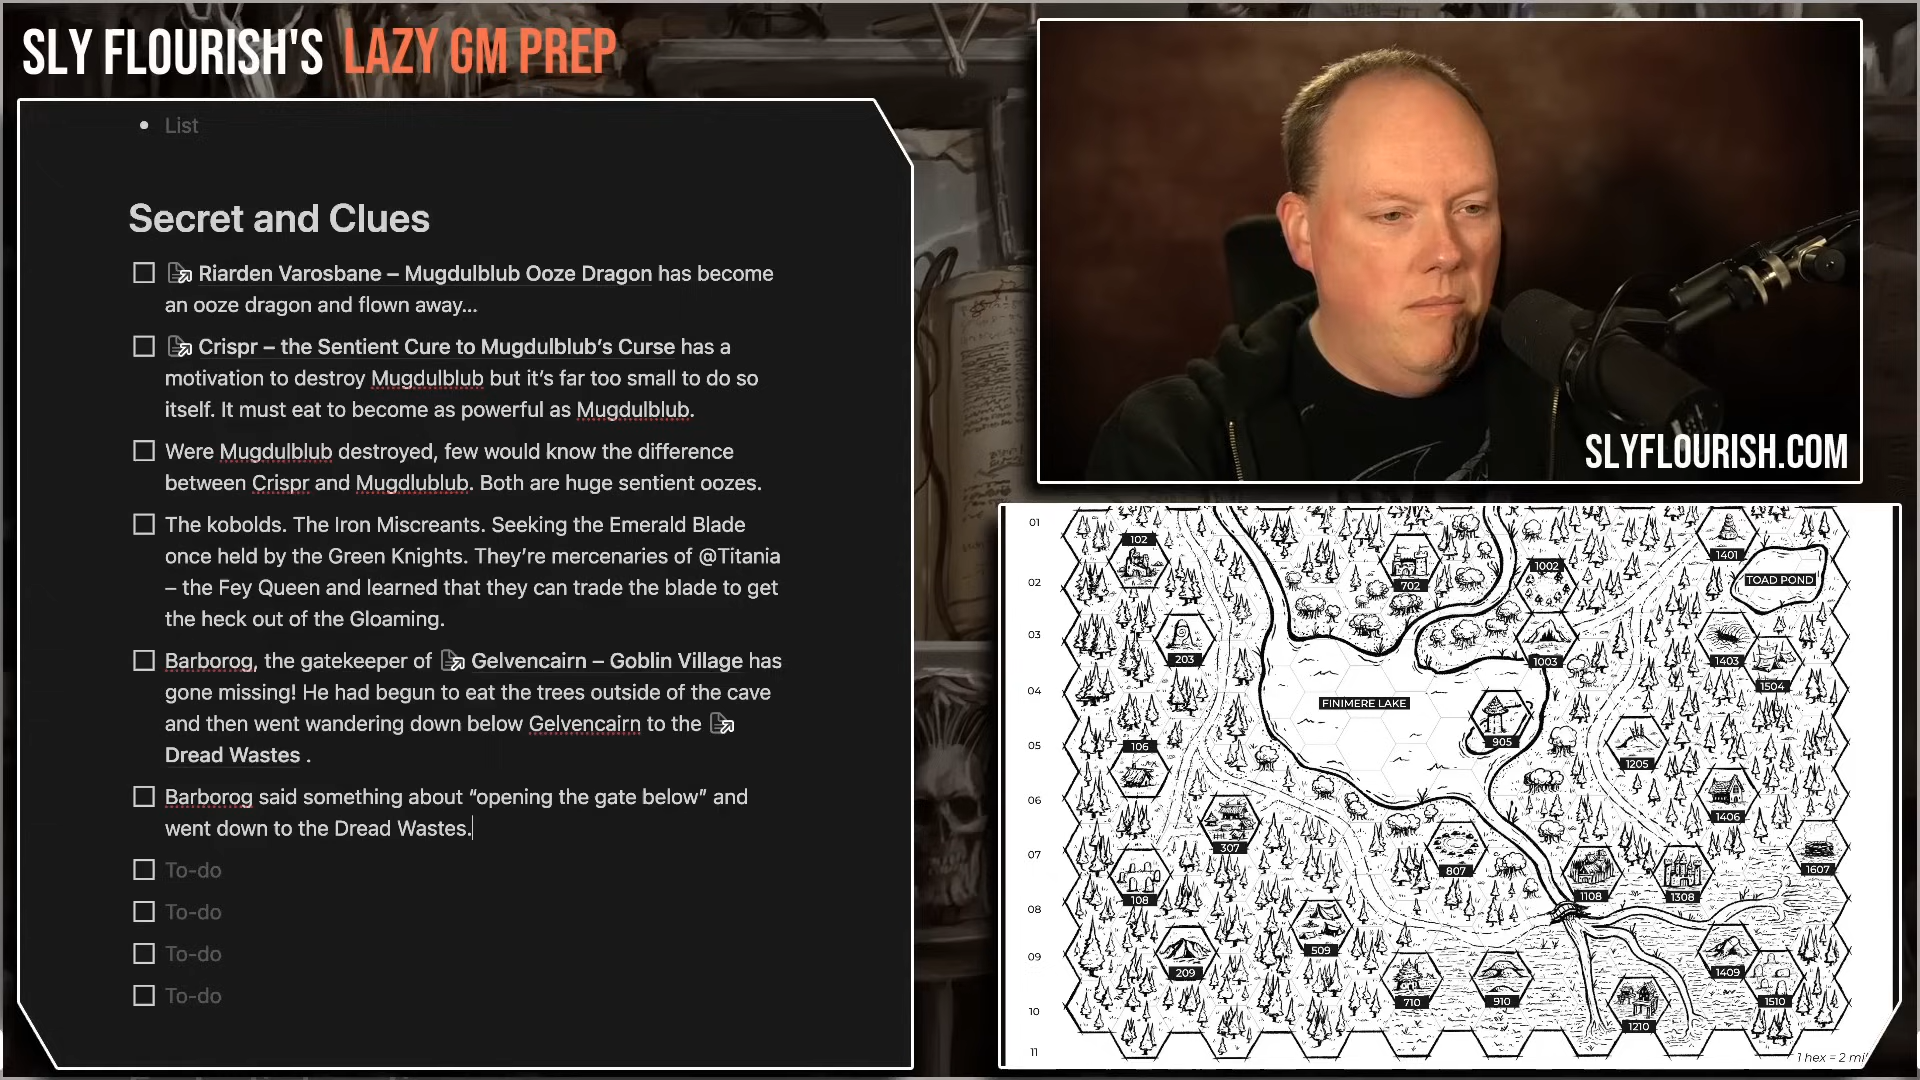 SLY FLOURISH'S LAZY GM PREP
List
Secret and Clues
Riarden Varosbane – Mugdulblub Ooze Dragon has become
an ooze dragon and flown away...
Crispr – the Sentient Cure to Mugdulblub’s Curse has a
motivation to destroy Mugdulblub but it’s far too small to do so
itself. It must eat to become as powerful as Mugdulblub.
Were Mugdulblub destroyed, few would know the difference
between Crispr and Mugdlublub. Both are huge sentient oozes.
The kobolds. The Iron Miscreants. Seeking the Emerald Blade
once held by the Green Knights. They’re mercenaries of @Titania
– the Fey Queen and learned that they can trade the blade to get
the heck out of the Gloaming.
Barborog, the gatekeeper of Gelvencairn – Goblin Village has
gone missing! He had begun to eat the trees outside of the cave
and then went wandering down below Gelvencairn to the
Dread Wastes .
Barborog said something about “opening the gate below” and
went down to the Dread Wastes.
To-do
To-do
To-do
To-do
SLYFLOURISH.COM
01
102
702
1002
1401
TOAD POND
02
03
203
1003
1403
1504
04
FINIMERE LAKE
905
05
106
1205
06
307
1406
07
807
1607
108
1108
1308
08
509
09
209
710
910
1409
1510
10
1210
11
1 hex = 2 mi